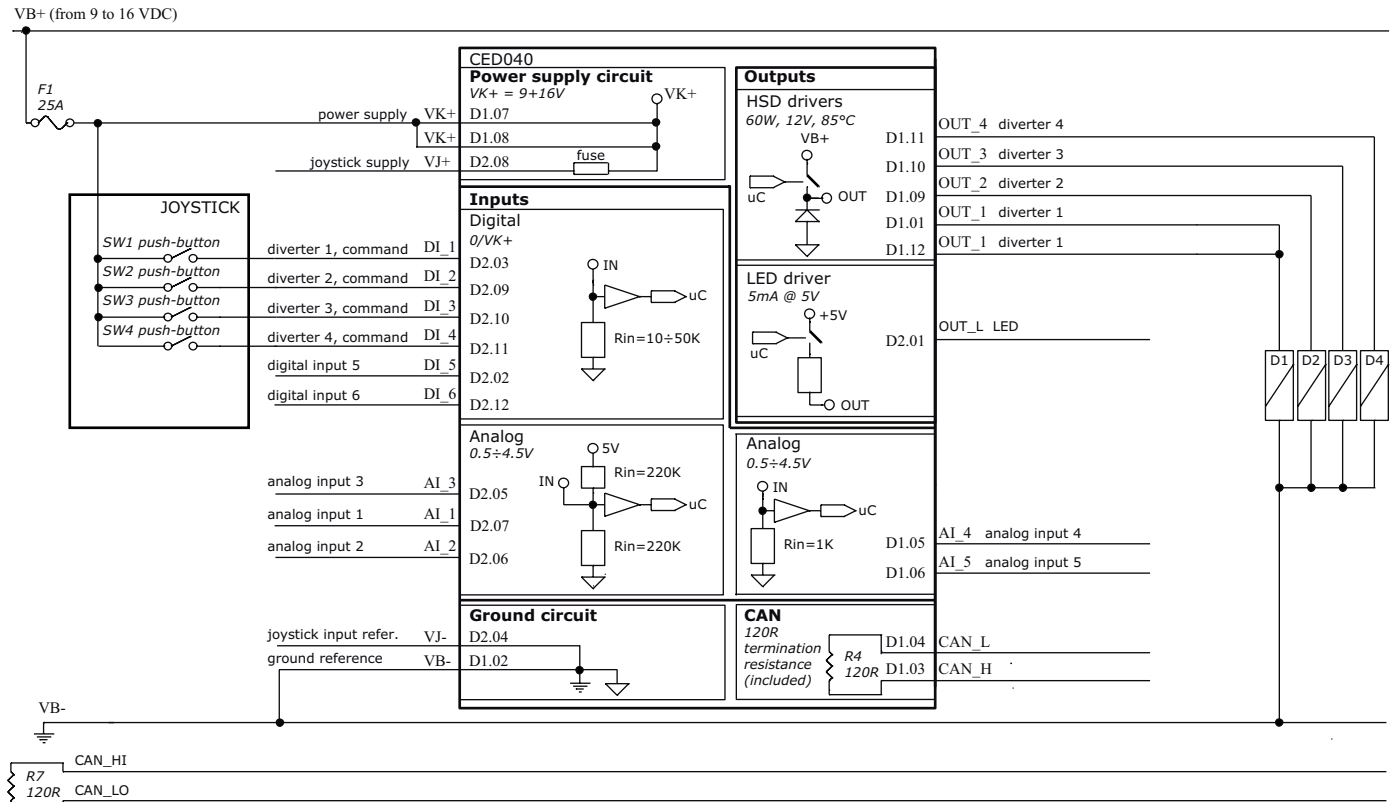 VB+ (from 9 to 16 VDC)
F1
25A
CED040
Power supply circuit
VK+ = 9÷16V
VK+
power supply VK+ D1.07
VK+ D1.08
joystick supply VJ+ D2.08
fuse
JOYSTICK
SW1 push-button
SW2 push-button
SW3 push-button
SW4 push-button
Inputs
Digital
0/VK+
diverter 1, command DI_1 D2.03
diverter 2, command DI_2 D2.09
diverter 3, command DI_3 D2.10
diverter 4, command DI_4 D2.11
digital input 5 DI_5 D2.02
digital input 6 DI_6 D2.12
IN
uC
Rin=10÷50K
Analog
0.5÷4.5V
analog input 3 AI_3 D2.05
analog input 1 AI_1 D2.07
analog input 2 AI_2 D2.06
5V
IN
Rin=220K
uC
Rin=220K
Ground circuit
joystick input refer. VJ- D2.04
ground reference VB- D1.02
Outputs
HSD drivers
60W, 12V, 85°C
VB+
uC
OUT
D1.11 OUT_4 diverter 4
D1.10 OUT_3 diverter 3
D1.09 OUT_2 diverter 2
D1.01 OUT_1 diverter 1
D1.12 OUT_1 diverter 1
LED driver
5mA @ 5V
+5V
uC
OUT
D2.01 OUT_L LED
D1 D2 D3 D4
Analog
0.5÷4.5V
IN
uC
Rin=1K
D1.05 AI_4 analog input 4
D1.06 AI_5 analog input 5
CAN
120R
termination
resistance
(included)
R4
120R
D1.04 CAN_L
D1.03 CAN_H
VB-
R7
120R
CAN_HI
CAN_LO